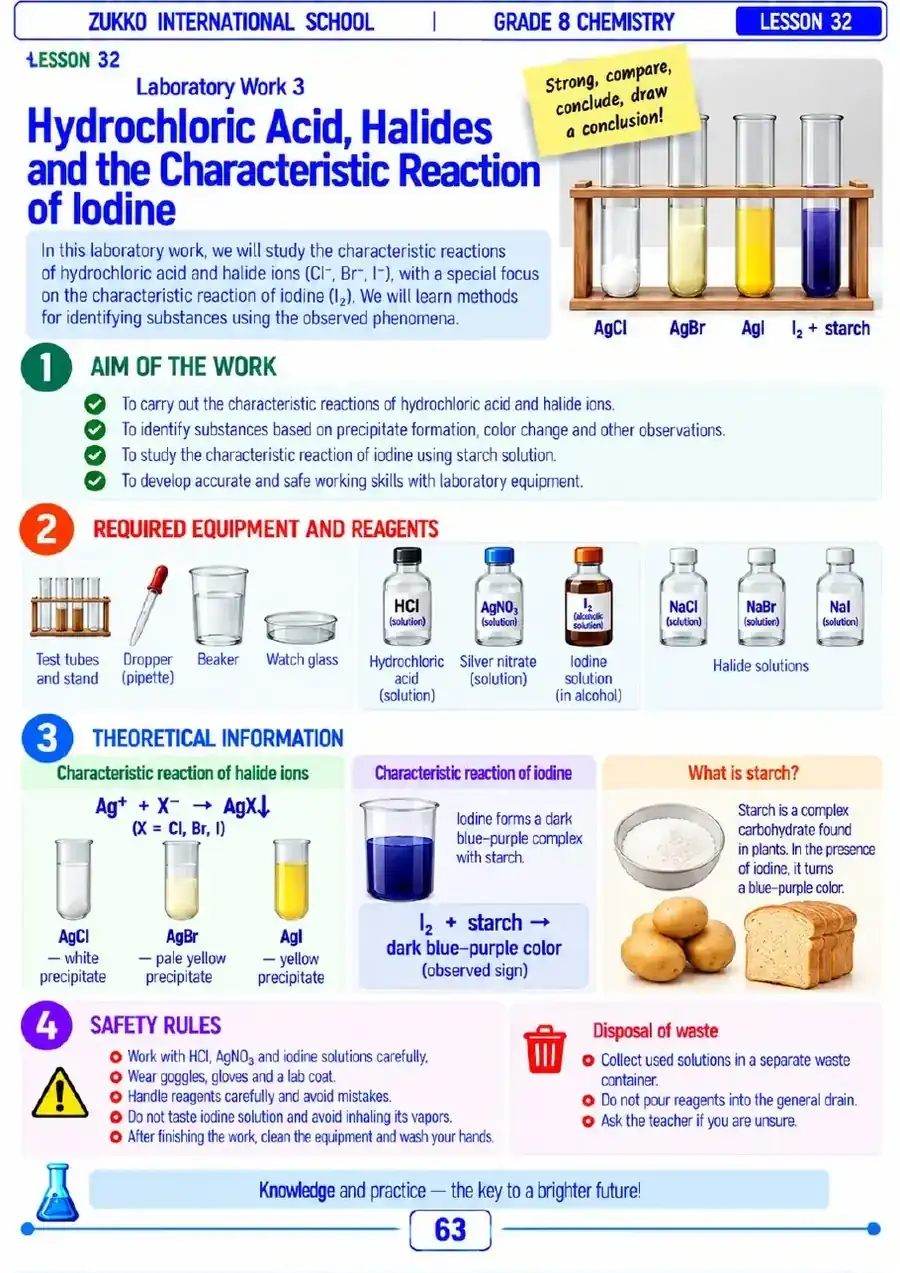 ZUKKO INTERNATIONAL SCHOOL | GRADE 8 CHEMISTRY LESSON 32
LESSON 32
Laboratory Work 3
Hydrochloric Acid, Halides
and the Characteristic Reaction
of Iodine
Strong, compare,
conclude, draw
a conclusion!
In this laboratory work, we will study the characteristic reactions
of hydrochloric acid and halide ions (Cl⁻, Br⁻, I⁻), with a special focus
on the characteristic reaction of iodine (I₂). We will learn methods
for identifying substances using the observed phenomena.
AgCl AgBr AgI I₂ + starch
1 AIM OF THE WORK
To carry out the characteristic reactions of hydrochloric acid and halide ions.
To identify substances based on precipitate formation, color change and other observations.
To study the characteristic reaction of iodine using starch solution.
To develop accurate and safe working skills with laboratory equipment.
2 REQUIRED EQUIPMENT AND REAGENTS
Test tubes
and stand
Dropper
(pipette)
Beaker
Watch glass
HCl
(solution)
Hydrochloric
acid
(solution)
AgNO₃
(solution)
Silver nitrate
(solution)
I₂
(alcoholic
solution)
Iodine
solution
(in alcohol)
NaCl
(solution)
NaBr
(solution)
NaI
(solution)
Halide solutions
3 THEORETICAL INFORMATION
Characteristic reaction of halide ions
Ag⁺ + X⁻ → AgX↓
(X = Cl, Br, I)
AgCl
— white
precipitate
AgBr
— pale yellow
precipitate
AgI
— yellow
precipitate
Characteristic reaction of iodine
Iodine forms a dark
blue-purple complex
with starch.
I₂ + starch →
dark blue-purple color
(observed sign)
What is starch?
Starch is a complex
carbohydrate found
in plants. In the presence
of iodine, it turns
a blue-purple color.
4 SAFETY RULES
Work with HCl, AgNO₃ and iodine solutions carefully.
Wear goggles, gloves and a lab coat.
Handle reagents carefully and avoid mistakes.
Do not taste iodine solution and avoid inhaling its vapors.
After finishing the work, clean the equipment and wash your hands.
Disposal of waste
Collect used solutions in a separate waste
container.
Do not pour reagents into the general drain.
Ask the teacher if you are unsure.
Knowledge and practice — the key to a brighter future!
63